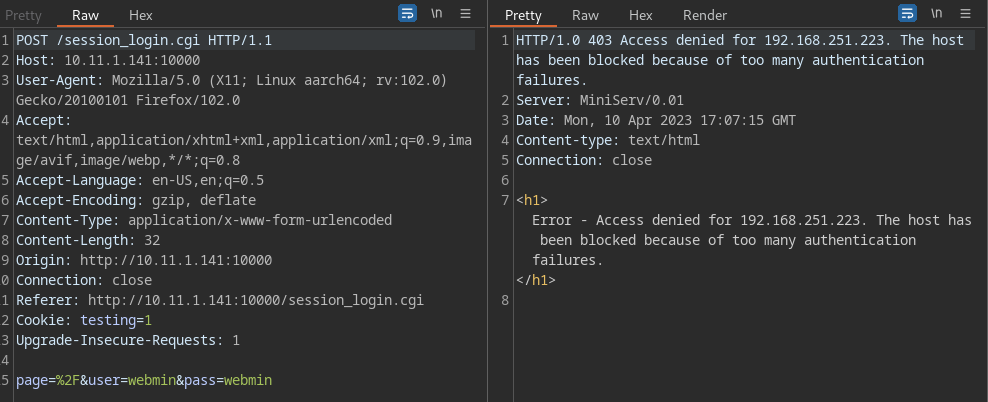 Pretty Raw Hex \n
1 POST /session_login.cgi HTTP/1.1
2 Host: 10.11.1.141:10000
3 User-Agent: Mozilla/5.0 (X11; Linux aarch64; rv:102.0)
Gecko/20100101 Firefox/102.0
4 Accept:
text/html,application/xhtml+xml,application/xml;q=0.9,ima
ge/avif,image/webp,*/*;q=0.8
5 Accept-Language: en-US,en;q=0.5
6 Accept-Encoding: gzip, deflate
7 Content-Type: application/x-www-form-urlencoded
8 Content-Length: 32
9 Origin: http://10.11.1.141:10000
0 Connection: close
1 Referer: http://10.11.1.141:10000/session_login.cgi
2 Cookie: testing=1
3 Upgrade-Insecure-Requests: 1
4
5 page=%2F&user=webmin&pass=webmin
Pretty Raw Hex Render \n
1 HTTP/1.0 403 Access denied for 192.168.251.223. The host
has been blocked because of too many authentication
failures.
2 Server: MiniServ/0.01
3 Date: Mon, 10 Apr 2023 17:07:15 GMT
4 Content-type: text/html
5 Connection: close
6
7 <h1>
Error - Access denied for 192.168.251.223. The host has
been blocked because of too many authentication
failures.
</h1>
8